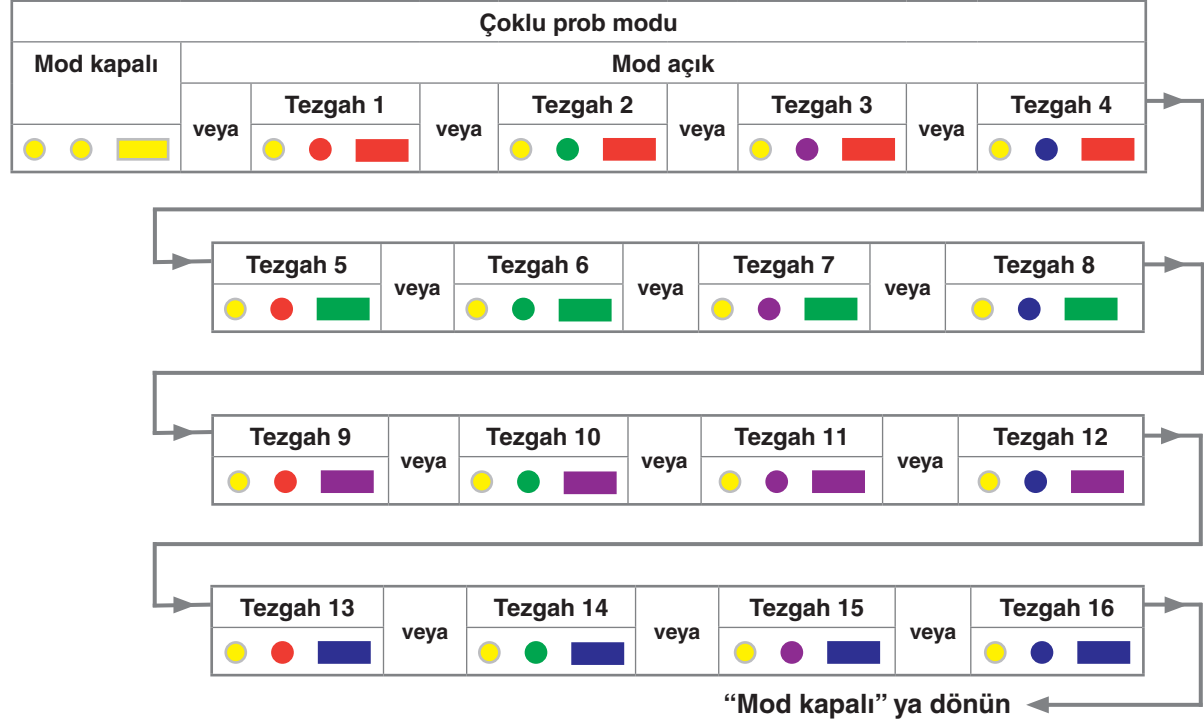 Çoklu prob modu
Mod kapalı
Mod açık
veya Tezgah 1 veya Tezgah 2 veya Tezgah 3 veya Tezgah 4
Tezgah 5 veya Tezgah 6 veya Tezgah 7 veya Tezgah 8
Tezgah 9 veya Tezgah 10 veya Tezgah 11 veya Tezgah 12
Tezgah 13 veya Tezgah 14 veya Tezgah 15 veya Tezgah 16
“Mod kapalı” ya dönün